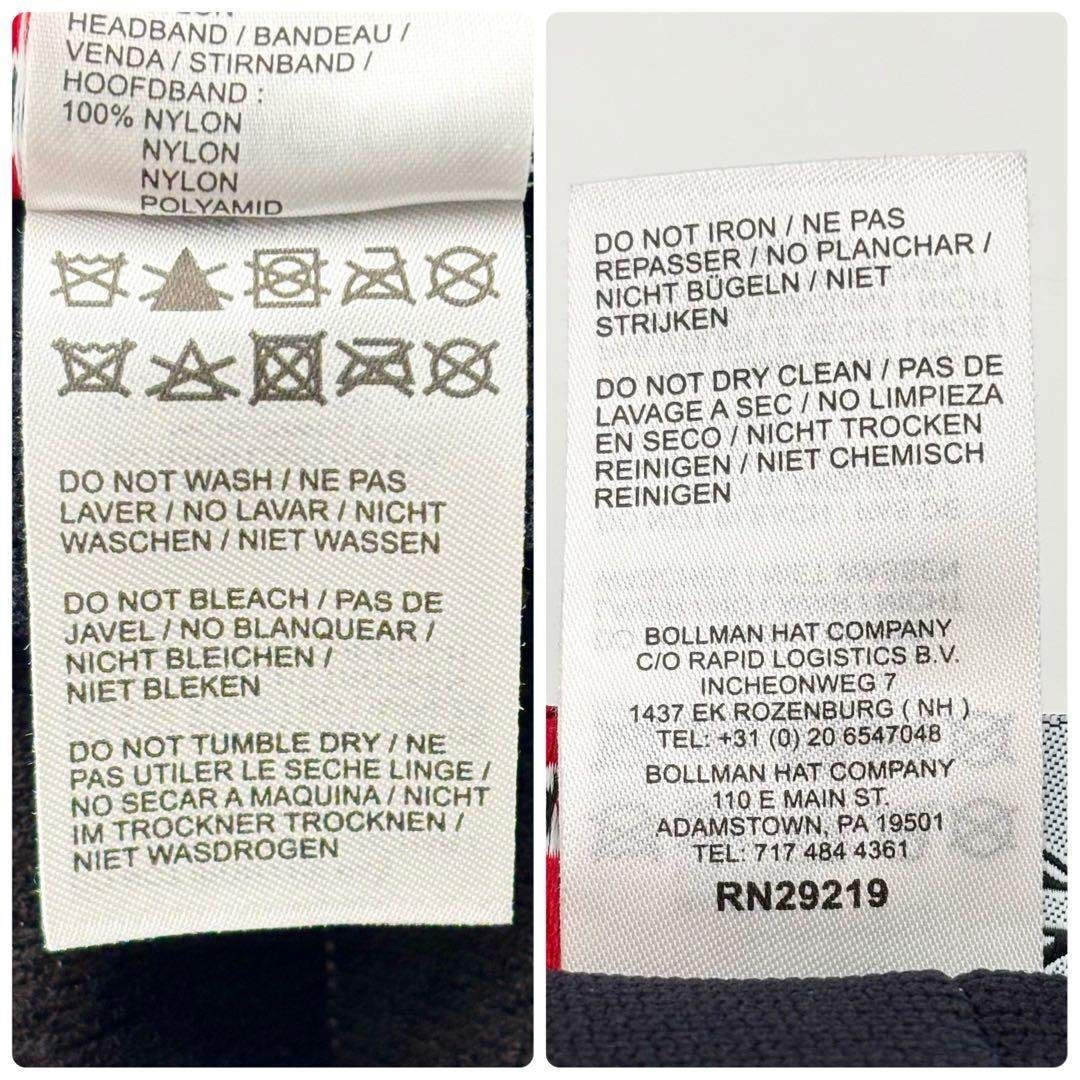 HEADBAND / BANDEAU /
VENDA / STIRNBAND /
HOOFDBAND :
100% NYLON
NYLON
NYLON
POLYAMID
DO NOT WASH / NE PAS
LAVER / NO LAVAR / NICHT
WASCHEN / NIET WASSEN
DO NOT BLEACH / PAS DE
JAVEL / NO BLANQUEAR /
NICHT BLEICHEN /
NIET BLEKEN
DO NOT TUMBLE DRY / NE
PAS UTILER LE SECHE LINGE /
NO SECAR A MAQUINA / NICHT
IM TROCKNER TROCKNEN /
NIET WASDROGEN
DO NOT IRON / NE PAS
REPASSER / NO PLANCHAR /
NICHT BÜGELN / NIET
STRIJKEN
DO NOT DRY CLEAN / PAS DE
LAVAGE A SEC / NO LIMPIEZA
EN SECO / NICHT TROCKEN
REINIGEN / NIET CHEMISCH
REINIGEN
BOLLMAN HAT COMPANY
C/O RAPID LOGISTICS B.V.
INCHEONWEG 7
1437 EK ROZENBURG ( NH )
TEL: +31 (0) 20 6547048
BOLLMAN HAT COMPANY
110 E MAIN ST.
ADAMSTOWN, PA 19501
TEL: 717 484 4361
RN29219